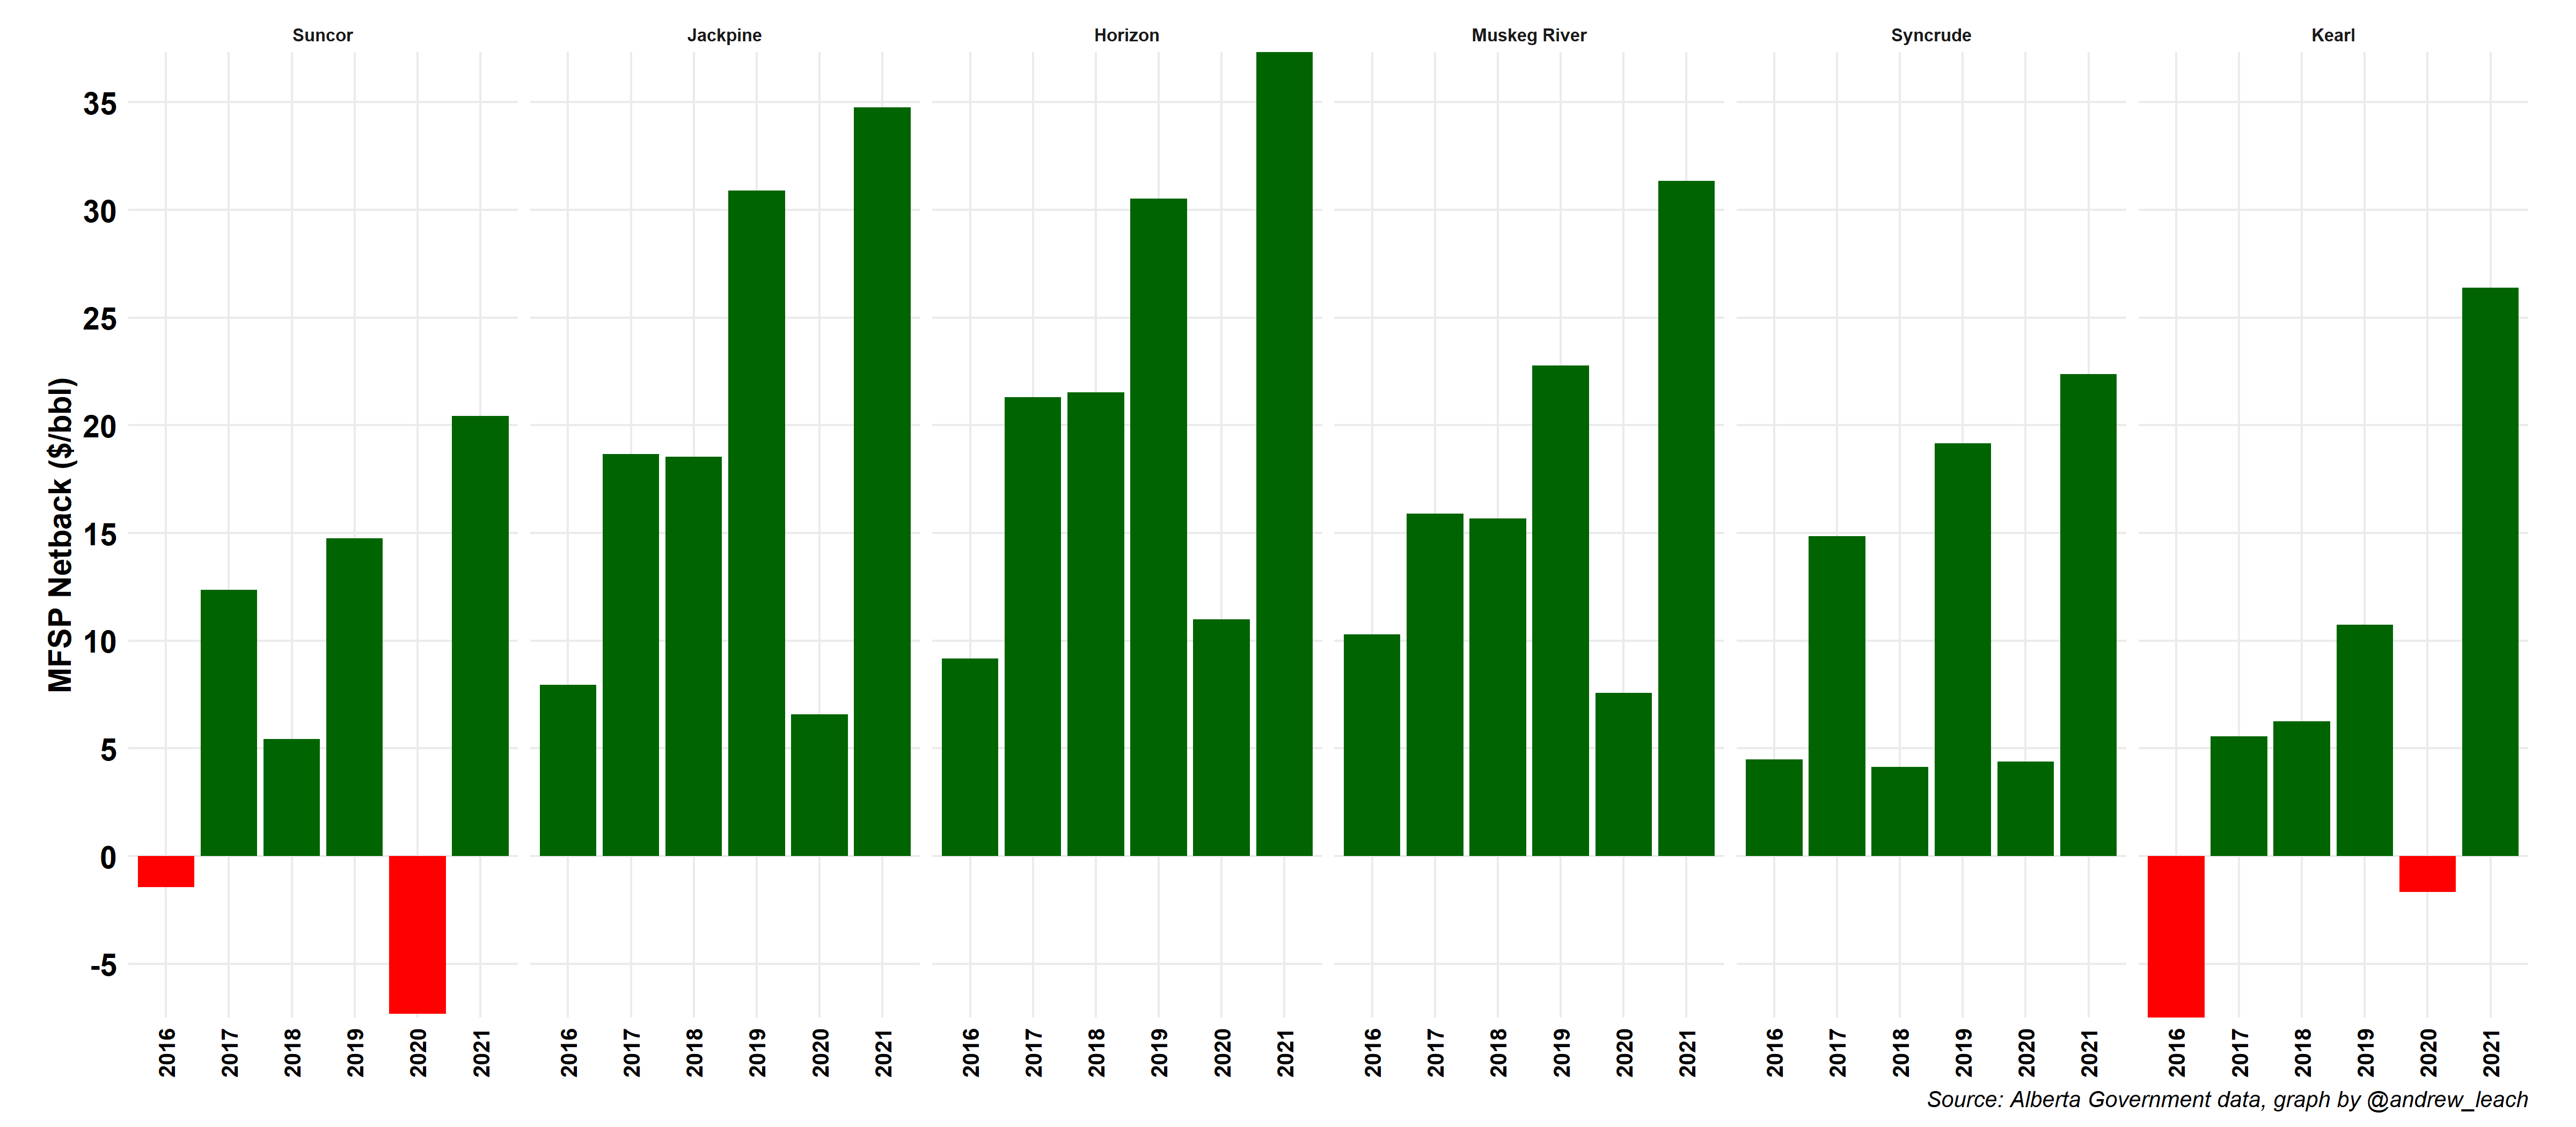 Suncor
Jackpine
Horizon
Muskeg River
Syncrude
Kearl
MFSP Netback ($/bbl)
35
30
25
20
15
10
5
0
-5
2016 2017 2018 2019 2020 2021
2016 2017 2018 2019 2020 2021
2016 2017 2018 2019 2020 2021
2016 2017 2018 2019 2020 2021
2016 2017 2018 2019 2020 2021
2016 2017 2018 2019 2020 2021
Source: Alberta Government data, graph by @andrew_leach